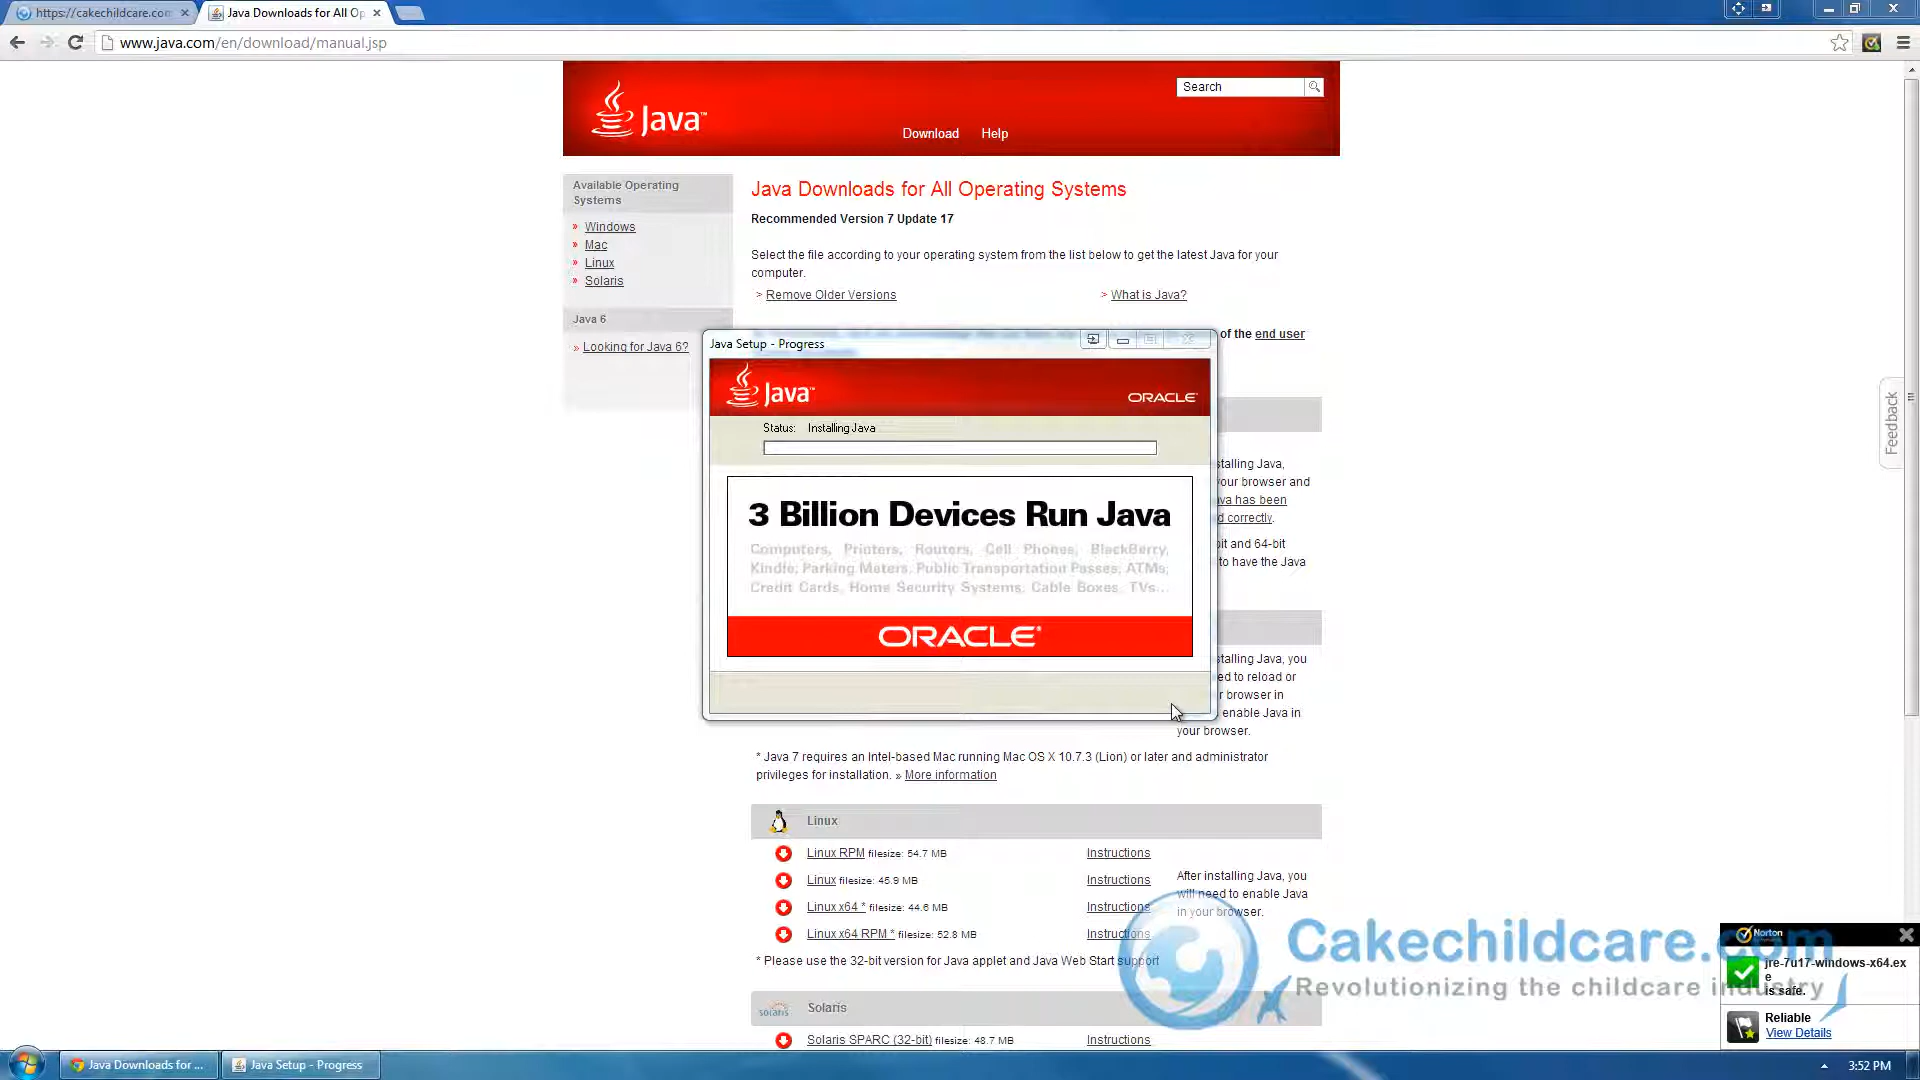 https://cakechildcare.com
Java Downloads for All Op
www.java.com/en/download/manual.jsp
Java™
Search
Download
Help
Available Operating
Systems
» Windows
» Mac
» Linux
» Solaris
Java 6
» Looking for Java 6?
Java Downloads for All Operating Systems
Recommended Version 7 Update 17
Select the file according to your operating system from the list below to get the latest Java for your
computer.
> Remove Older Versions
> What is Java?
of the end user
Java Setup - Progress
Java™
ORACLE
Status: Installing Java
3 Billion Devices Run Java
Computers, Printers, Routers, Cell Phones, BlackBerry,
Kindle, Parking Meters, Public Transportation Passes, ATMs,
Credit Cards, Home Security Systems, Cable Boxes, TVs...
ORACLE®
talling Java,
our browser and
va has been
d correctly.
it and 64-bit
to have the Java
talling Java, you
ed to reload or
r browser in
enable Java in
your browser.
* Java 7 requires an Intel-based Mac running Mac OS X 10.7.3 (Lion) or later and administrator
privileges for installation. » More information
Linux
Linux RPM filesize: 54.7 MB Instructions
Linux filesize: 45.9 MB Instructions
Linux x64 * filesize: 44.6 MB Instructions
Linux x64 RPM * filesize: 52.8 MB Instructions
After installing Java, you
will need to enable Java
in your browser.
* Please use the 32-bit version for Java applet and Java Web Start support
solaris
Solaris
Solaris SPARC (32-bit) filesize: 48.7 MB Instructions
Feedback
Cakechildcare.com
Revolutionizing the childcare industry
Norton
jre-7u17-windows-x64.ex
e
is safe.
Reliable
View Details
Java Downloads for ...
Java Setup - Progress
3:52 PM